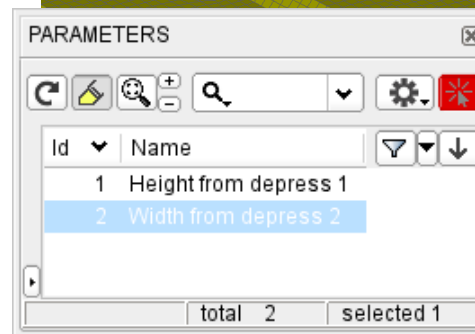 PARAMETERS
Id Name
1 Height from depress 1
2 Width from depress 2
total 2 selected 1